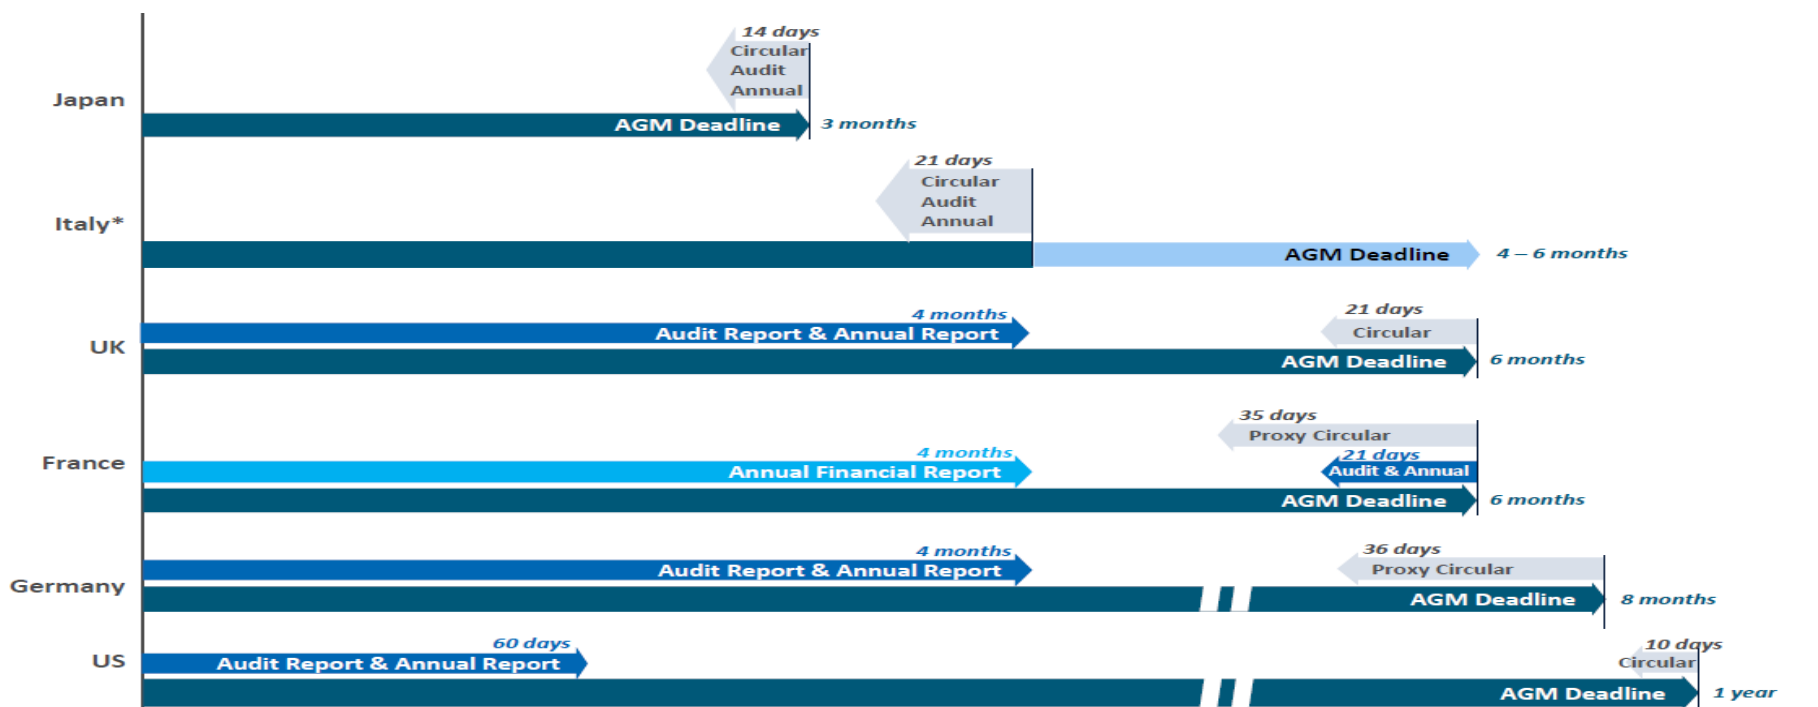 14 days
Circular
Audit
Annual
Japan
AGM Deadline
3 months
21 days
Circular
Audit
Annual
Italy*
AGM Deadline
4 – 6 months
4 months
Audit Report & Annual Report
21 days
Circular
UK
AGM Deadline
6 months
35 days
Proxy Circular
4 months
Annual Financial Report
21 days
Audit & Annual
France
AGM Deadline
6 months
4 months
Audit Report & Annual Report
36 days
Proxy Circular
Germany
AGM Deadline
8 months
60 days
Audit Report & Annual Report
10 days
Circular
US
AGM Deadline
1 year